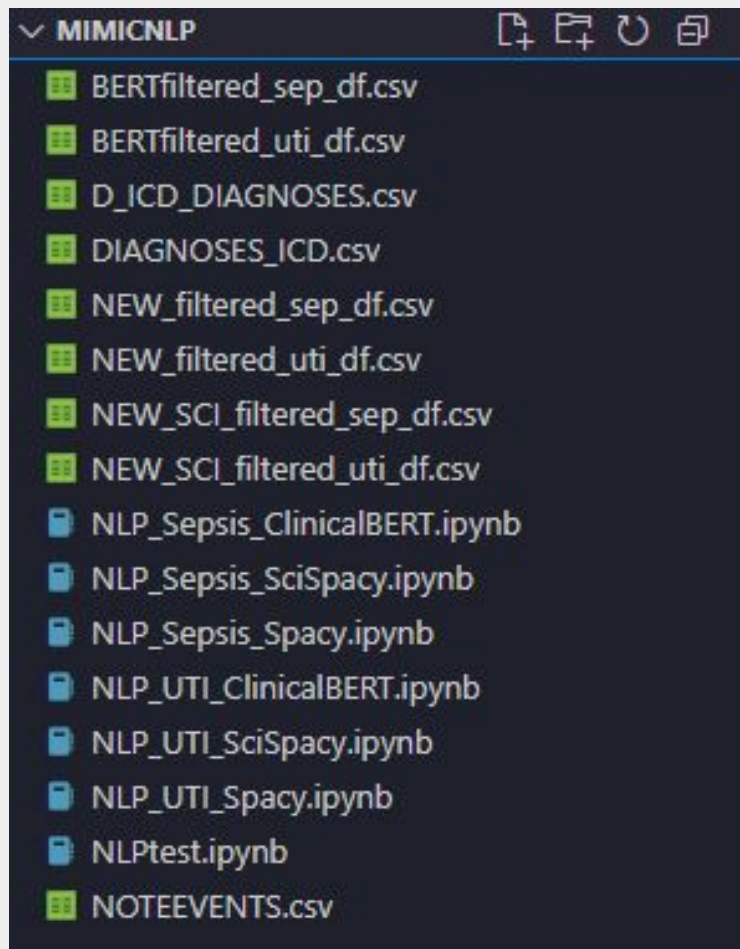 MIMICNLP
BERTfiltered_sep_df.csv
BERTfiltered_uti_df.csv
D_ICD_DIAGNOSES.csv
DIAGNOSES_ICD.csv
NEW_filtered_sep_df.csv
NEW_filtered_uti_df.csv
NEW_SCI_filtered_sep_df.csv
NEW_SCI_filtered_uti_df.csv
NLP_Sepsis_ClinicalBERT.ipynb
NLP_Sepsis_SciSpacy.ipynb
NLP_Sepsis_Spacy.ipynb
NLP_UTI_ClinicalBERT.ipynb
NLP_UTI_SciSpacy.ipynb
NLP_UTI_Spacy.ipynb
NLPtest.ipynb
NOTEEVENTS.csv